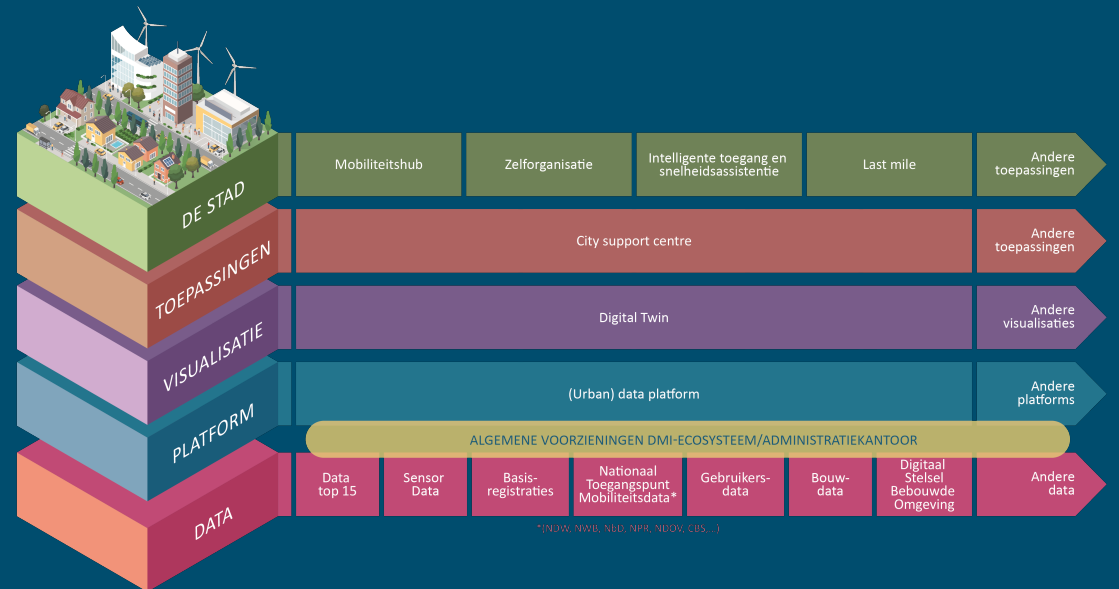 DE STAD
Mobiliteitshub
Zelforganisatie
Intelligente toegang en
snelheidsassistentie
Last mile
Andere
toepassingen
TOEPASSINGEN
City support centre
Andere
toepassingen
VISUALISATIE
Digital Twin
Andere
visualisaties
PLATFORM
(Urban) data platform
Andere
platforms
ALGEMENE VOORZIENINGEN DMI-ECOSYSTEEM/ADMINISTRATIEKANTOOR
DATA
Data
top 15
Sensor
Data
Basis-
registraties
Nationaal
Toegangspunt
Mobiliteitsdata*
Gebruikers-
data
Bouw-
data
Digitaal
Stelsel
Bebouwde
Omgeving
Andere
data
*(NDW, NWB, NBD, NPR, NDOV, CBS,...)